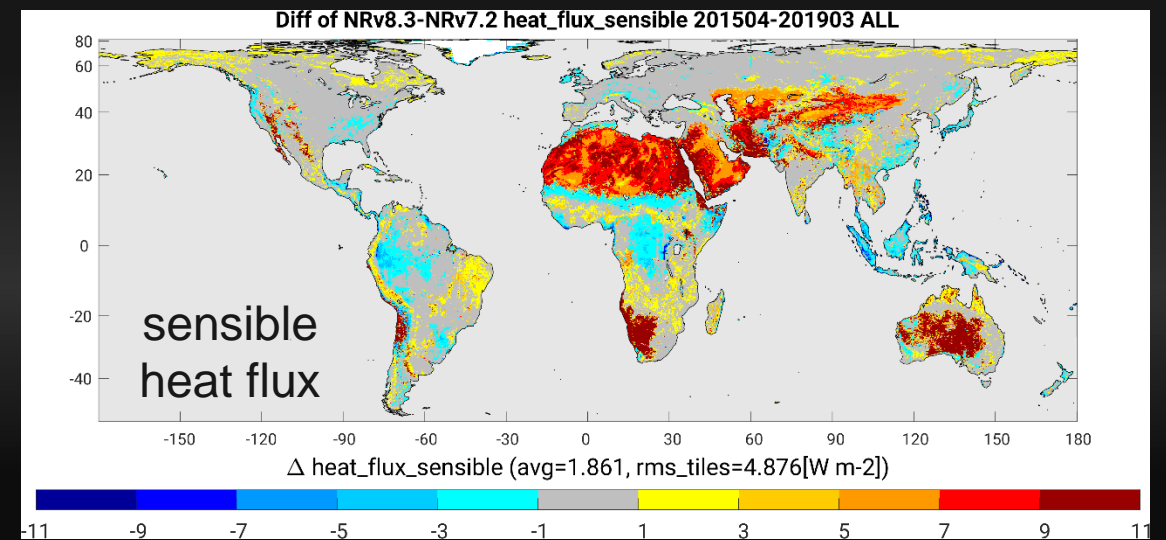 Diff of NRv8.3-NRv7.2 heat_flux_sensible 201504-201903 ALL
80
60
40
20
0
-20
-40
sensible
heat flux
-150 -120 -90 -60 -30 0 30 60 90 120 150 180
Δ heat_flux_sensible (avg=1.861, rms_tiles=4.876[W m-2])
-11 -9 -7 -5 -3 -1 1 3 5 7 9 11